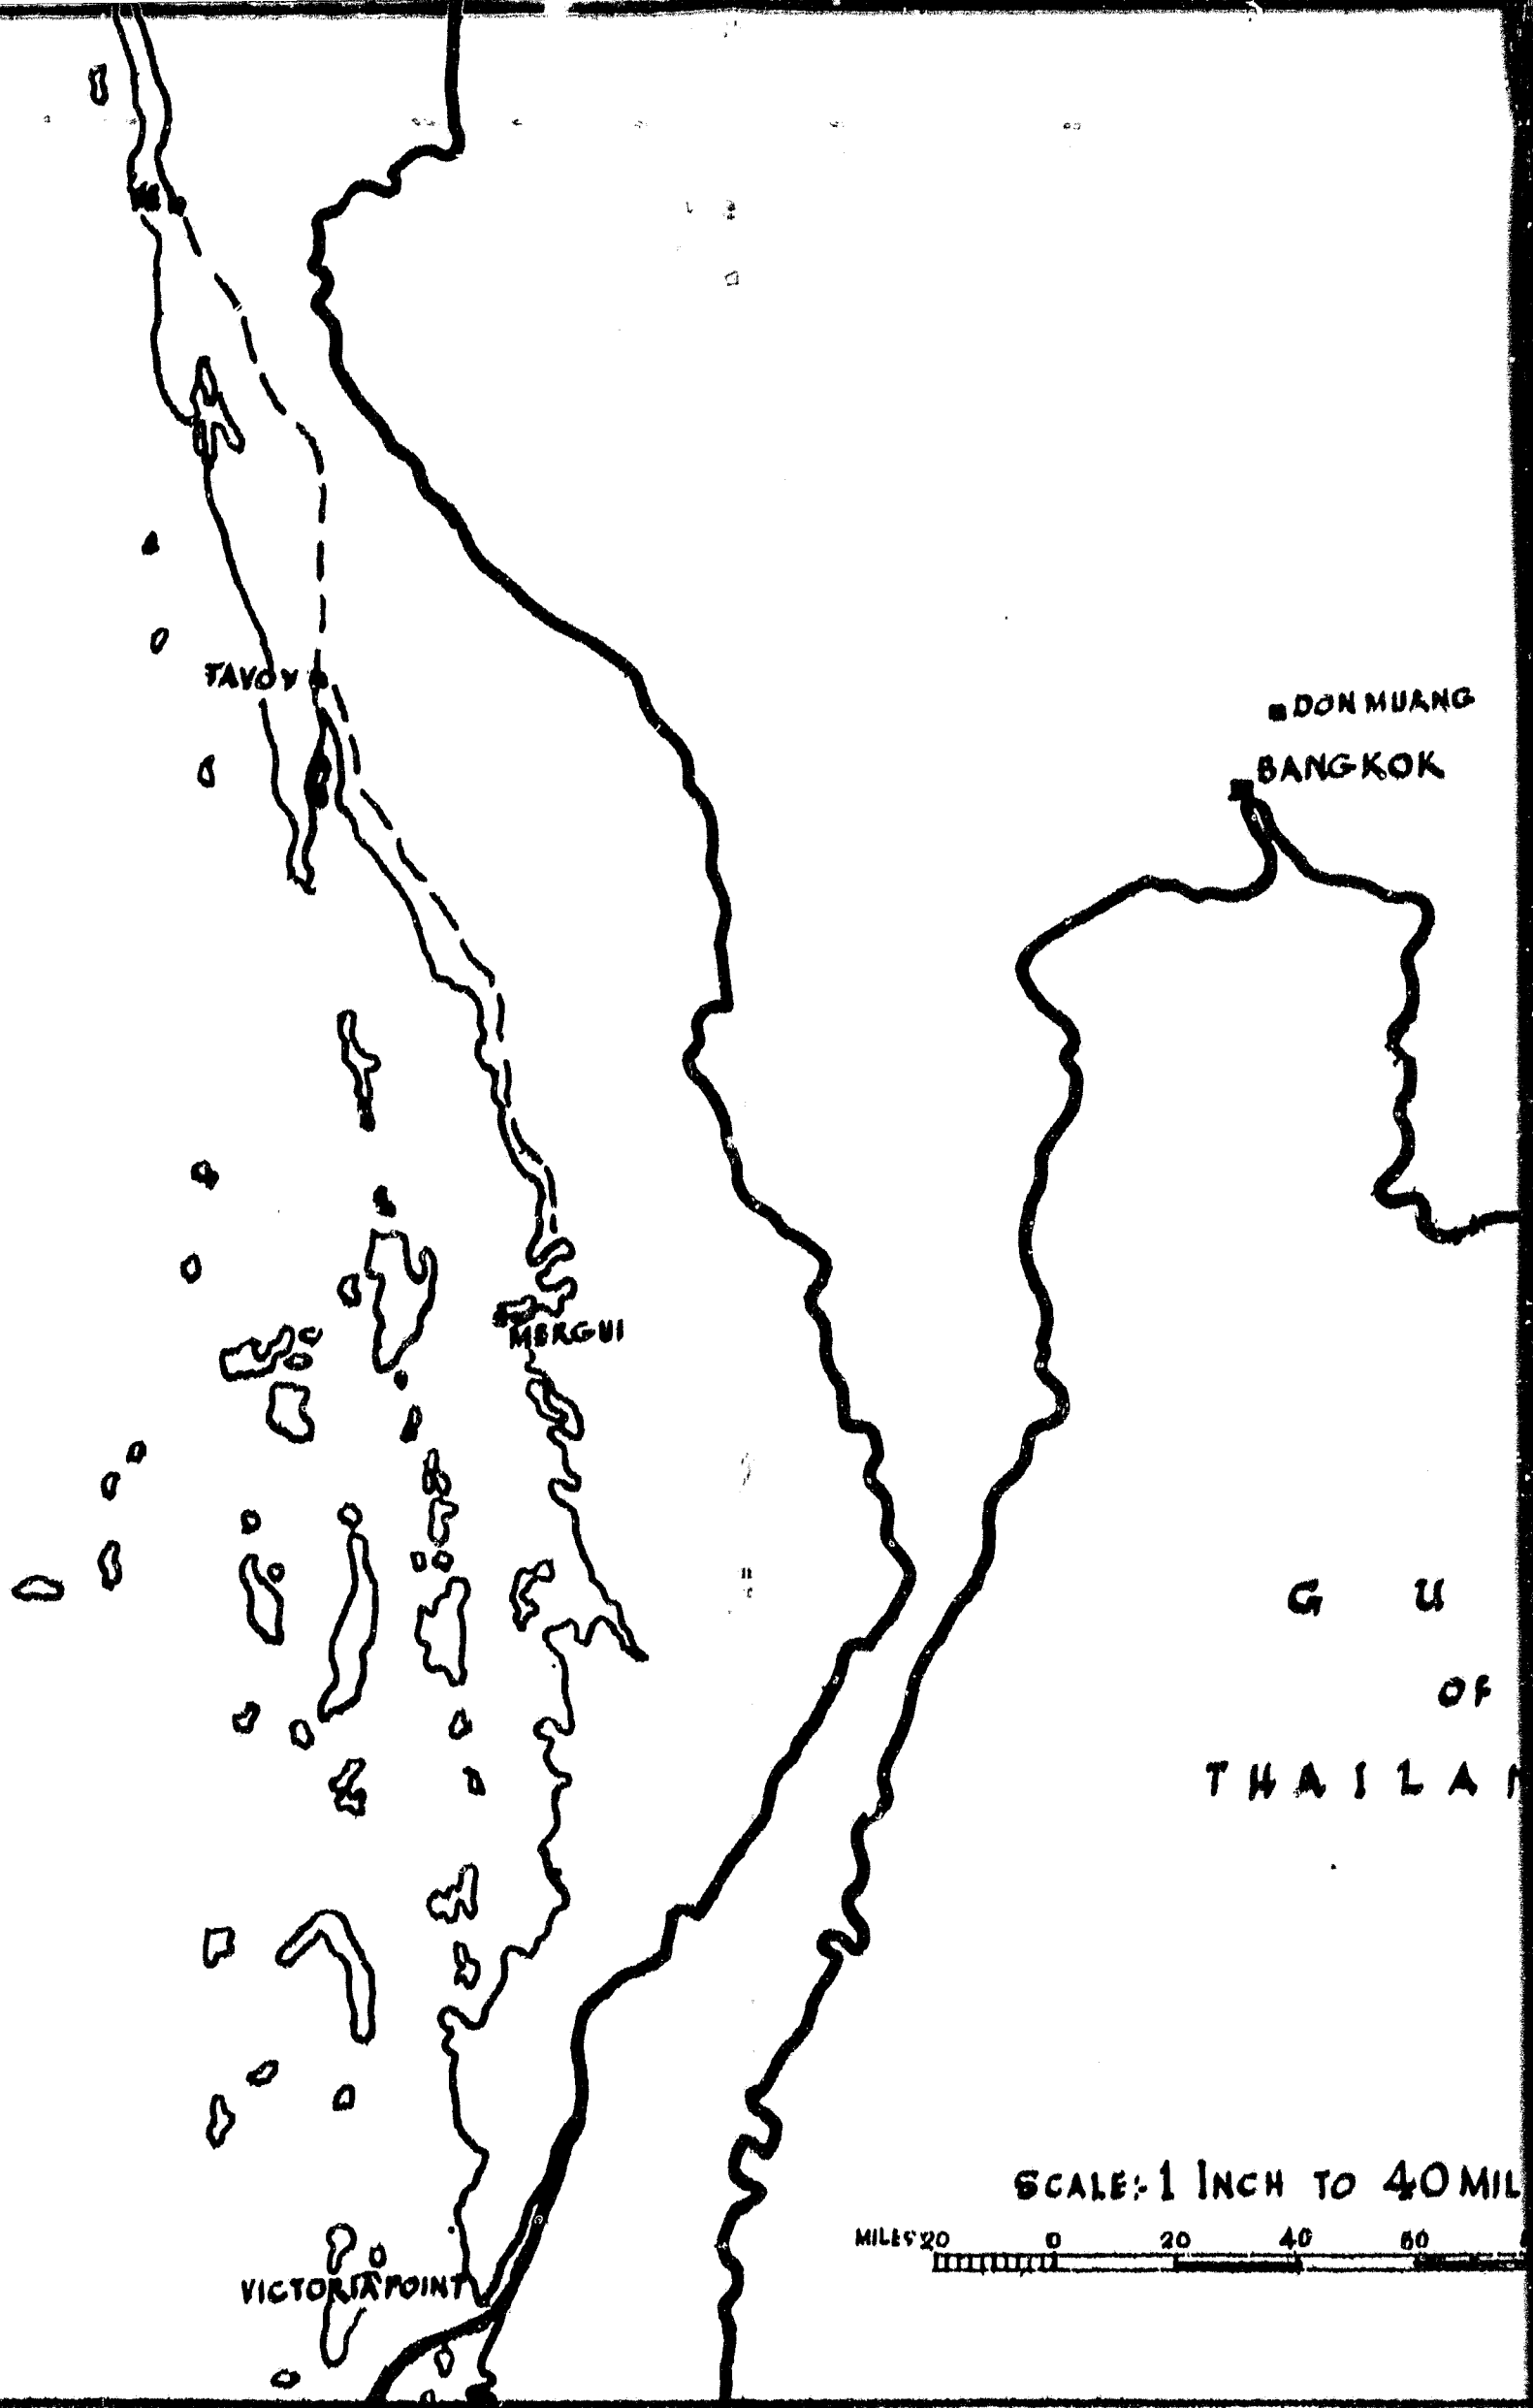 TAVOY
DON MUANG
BANGKOK
MERGUI
G U
OF
THAILAN
SCALE:- 1 INCH TO 40 MIL
MILES 20 0 20 40 60
VICTORIA POINT